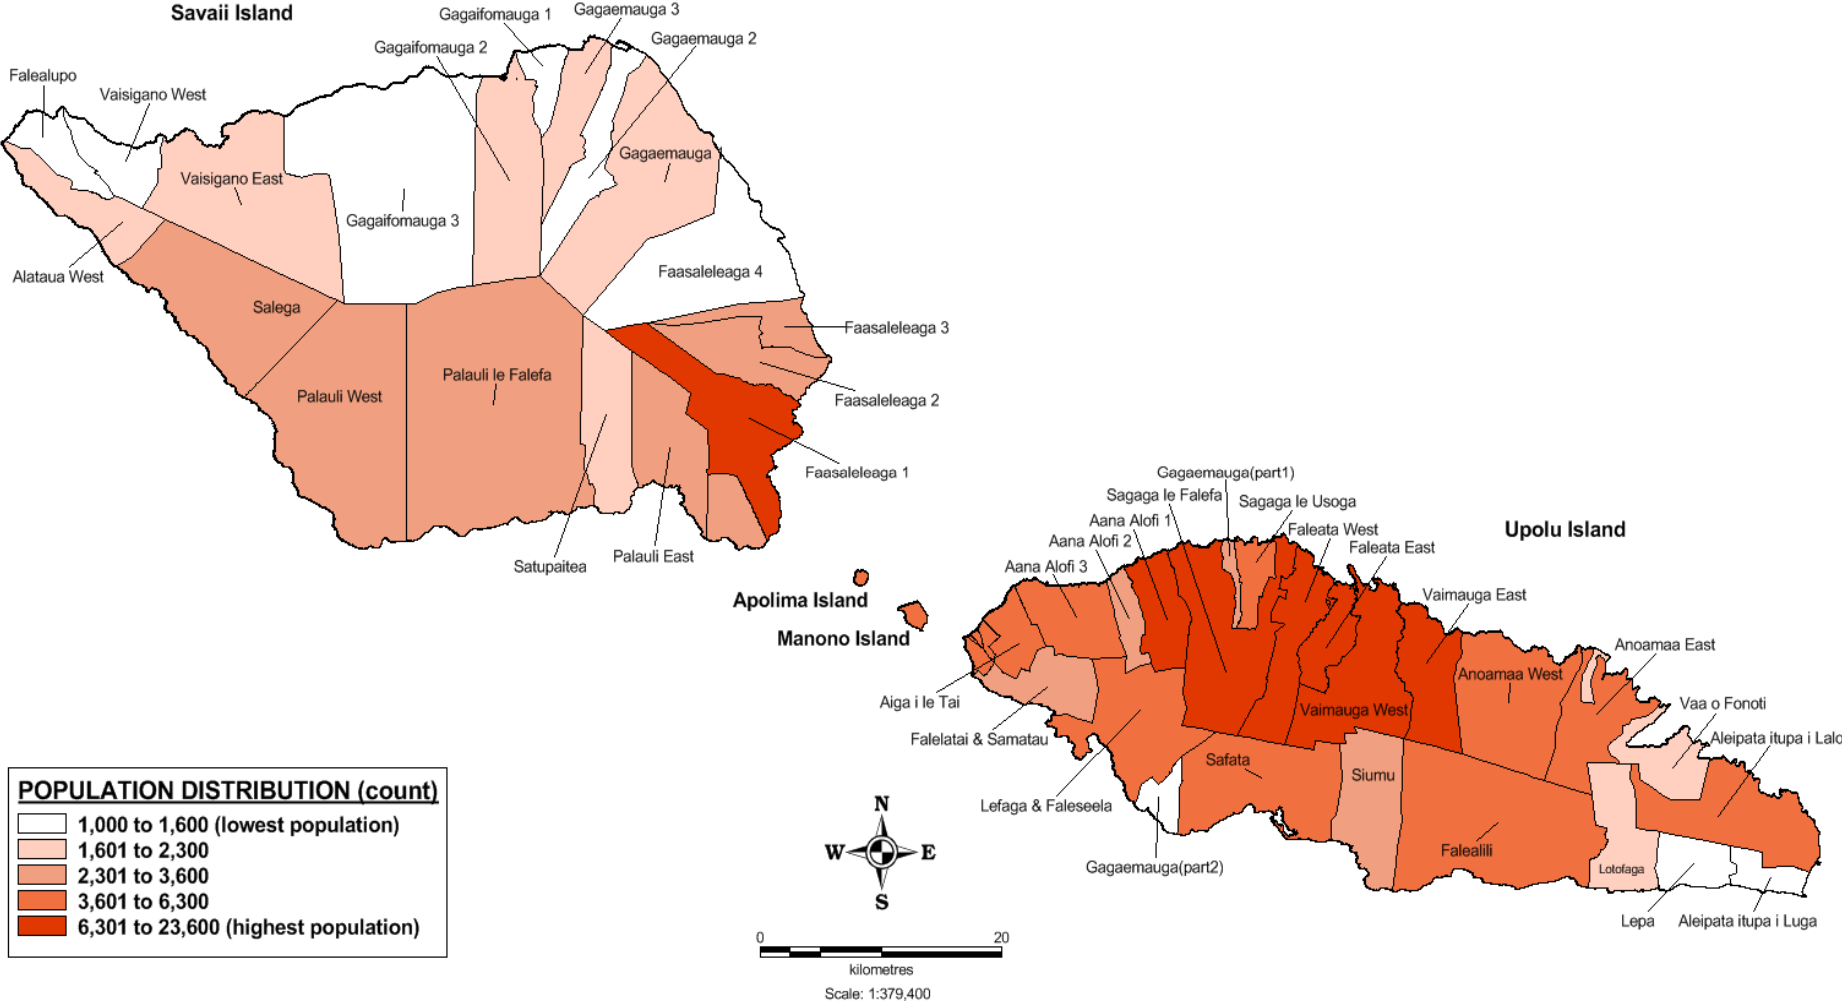 Savaii Island
Gagaifomauga 1
Gagaemauga 3
Gagaifomauga 2
Gagaemauga 2
Falealupo
Vaisigano West
Gagaemauga
Vaisigano East
Gagaifomauga 3
Alataua West
Faasaleleaga 4
Salega
Faasaleleaga 3
Palauli le Falefa
Palauli West
Faasaleleaga 2
Faasaleleaga 1
Satupaitea
Palauli East
Gagaemauga(part1)
Sagaga le Falefa
Sagaga le Usoga
Aana Alofi 1
Faleata West
Upolu Island
Aana Alofi 2
Faleata East
Aana Alofi 3
Apolima Island
Vaimauga East
Manono Island
Anoamaa East
Anoamaa West
Aiga i le Tai
Vaa o Fonoti
Vaimauga West
Falelatai & Samatau
Aleipata itupa i Lalo
Safata
Siumu
Lefaga & Faleseela
Falealili
Gagaemauga(part2)
Lotofaga
Lepa
Aleipata itupa i Luga
POPULATION DISTRIBUTION (count)
1,000 to 1,600 (lowest population)
1,601 to 2,300
2,301 to 3,600
3,601 to 6,300
6,301 to 23,600 (highest population)
N
W
E
S
0
20
kilometres
Scale: 1:379,400